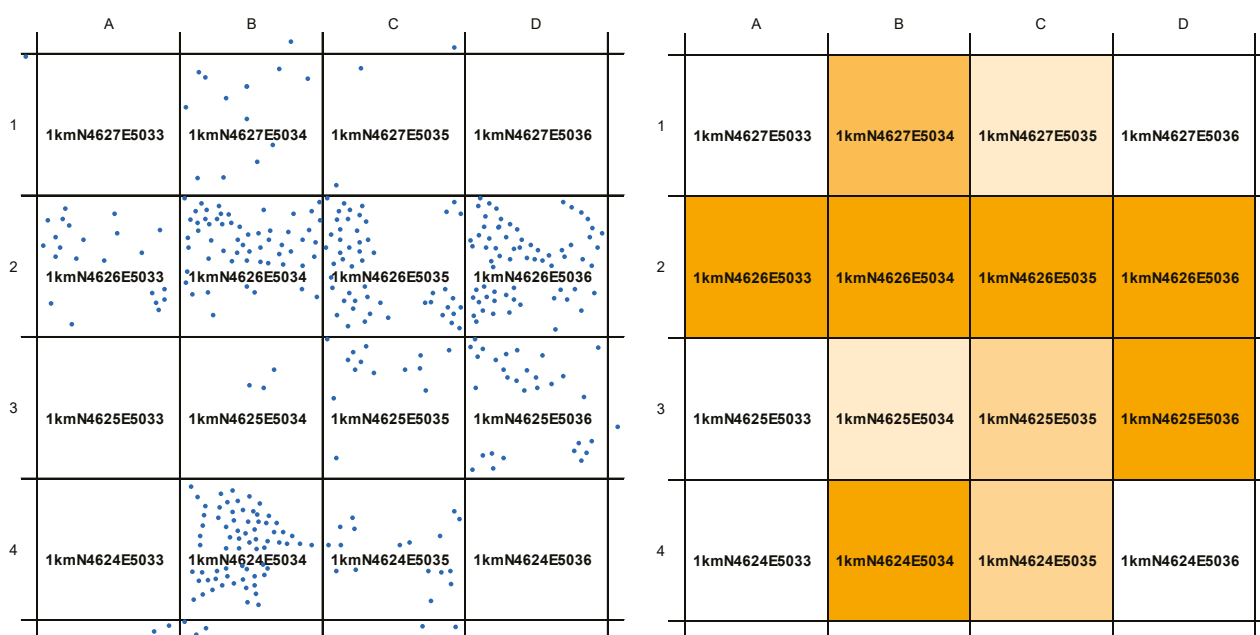 A B C D
1
1kmN4627E5033 1kmN4627E5034 1kmN4627E5035 1kmN4627E5036
2
1kmN4626E5033 1kmN4626E5034 1kmN4626E5035 1kmN4626E5036
3
1kmN4625E5033 1kmN4625E5034 1kmN4625E5035 1kmN4625E5036
4
1kmN4624E5033 1kmN4624E5034 1kmN4624E5035 1kmN4624E5036
A B C D
1
1kmN4627E5033 1kmN4627E5034 1kmN4627E5035 1kmN4627E5036
2
1kmN4626E5033 1kmN4626E5034 1kmN4626E5035 1kmN4626E5036
3
1kmN4625E5033 1kmN4625E5034 1kmN4625E5035 1kmN4625E5036
4
1kmN4624E5033 1kmN4624E5034 1kmN4624E5035 1kmN4624E5036